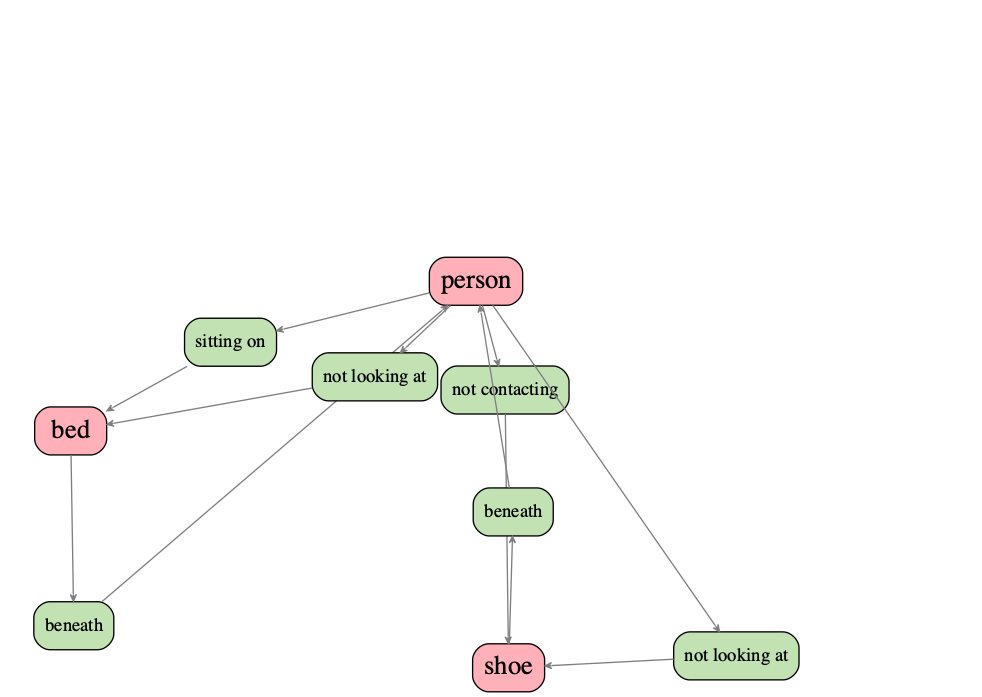 person
sitting on
not looking at
not contacting
bed
beneath
beneath
shoe
not looking at